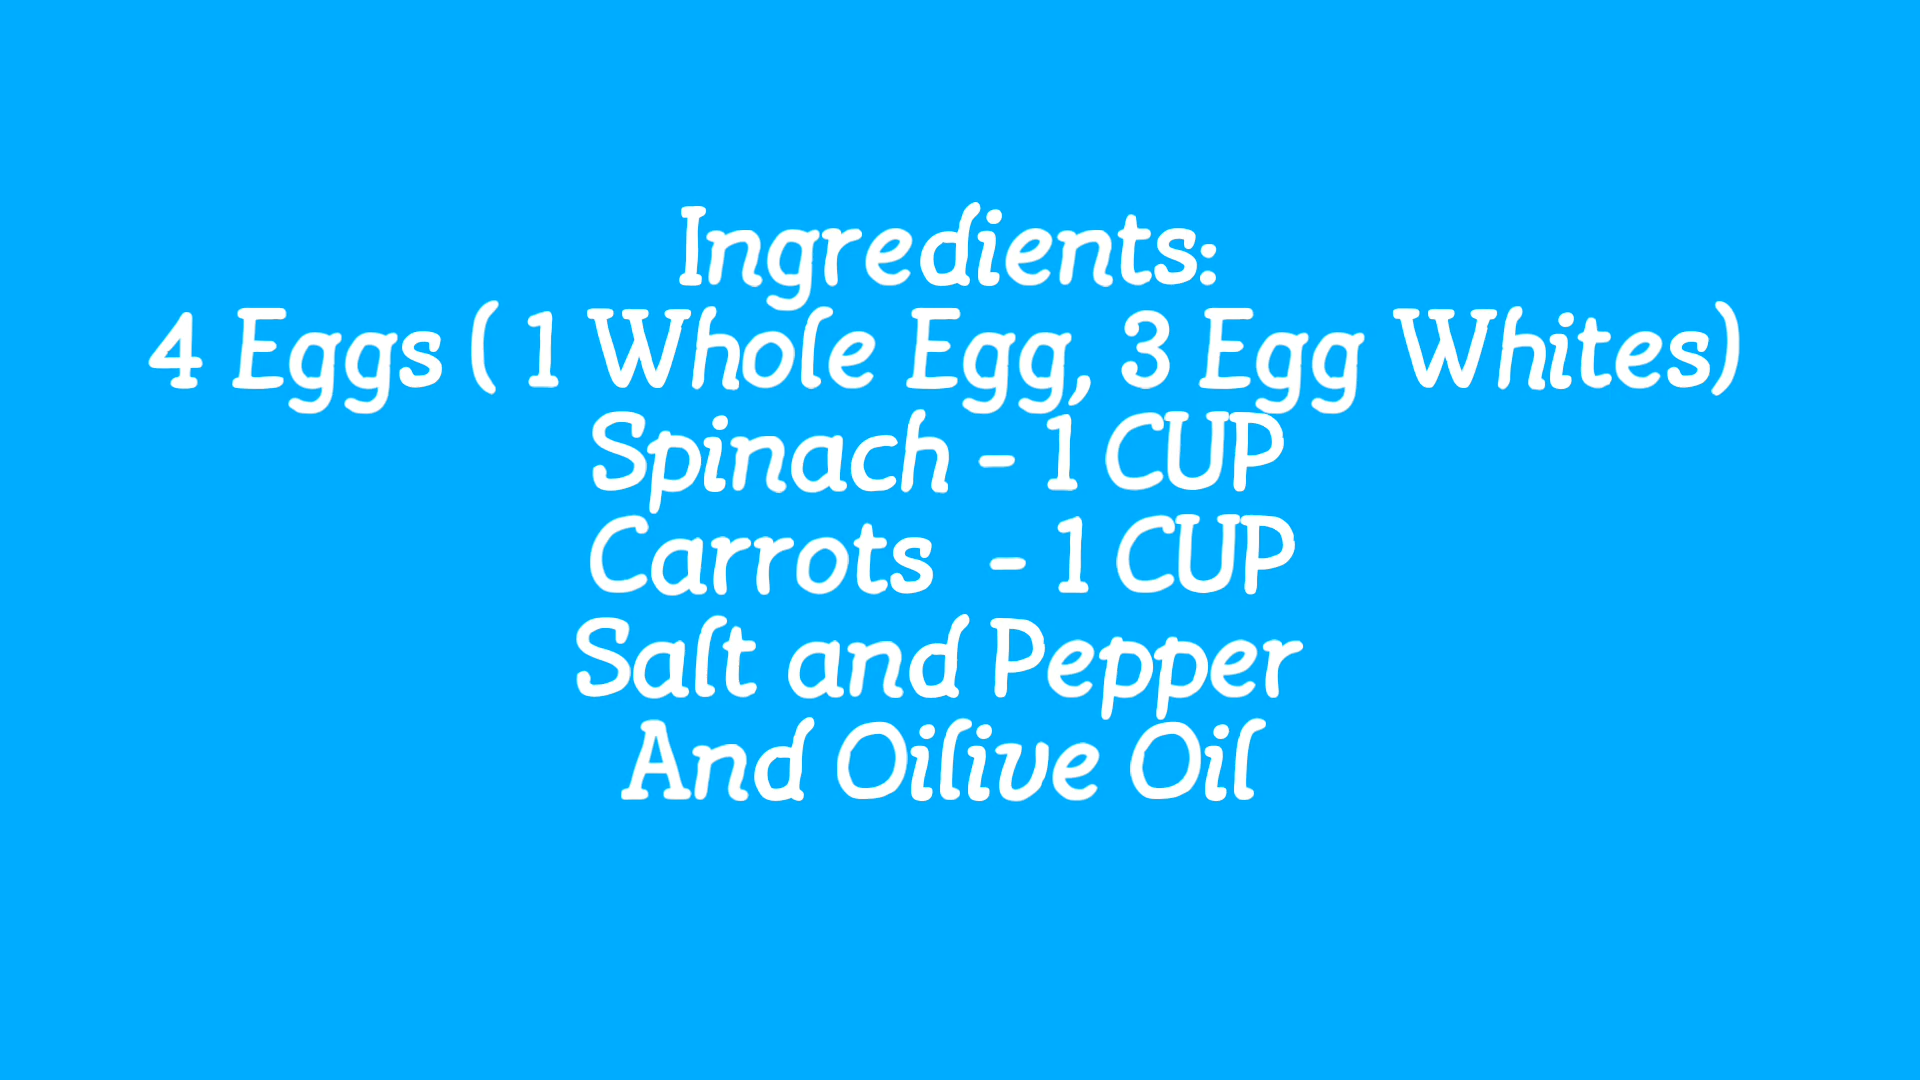 Ingredients:
4 Eggs ( 1 Whole Egg, 3 Egg Whites)
Spinach - 1 CUP
Carrots  - 1 CUP
Salt and Pepper
And Oilive Oil